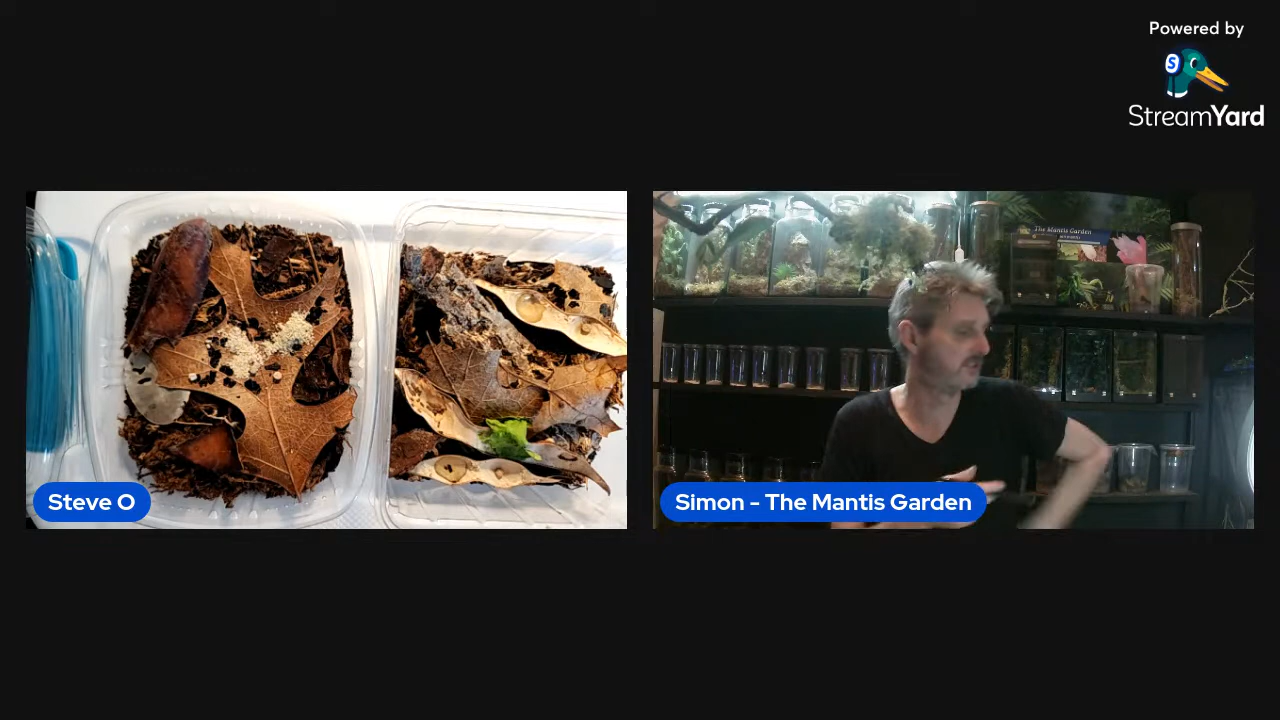 Powered by
S
StreamYard
The Mantis Garden
Steve O
Simon - The Mantis Garden